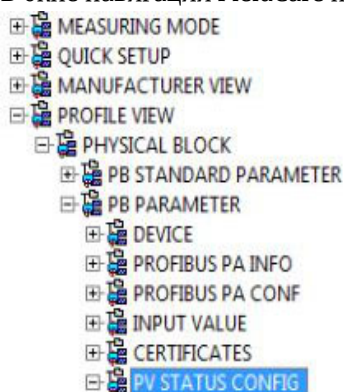 MEASURING MODE
QUICK SETUP
MANUFACTURER VIEW
PROFILE VIEW
PHYSICAL BLOCK
PB STANDARD PARAMETER
PB PARAMETER
DEVICE
PROFIBUS PA INFO
PROFIBUS PA CONF
INPUT VALUE
CERTIFICATES
PV STATUS CONFIG